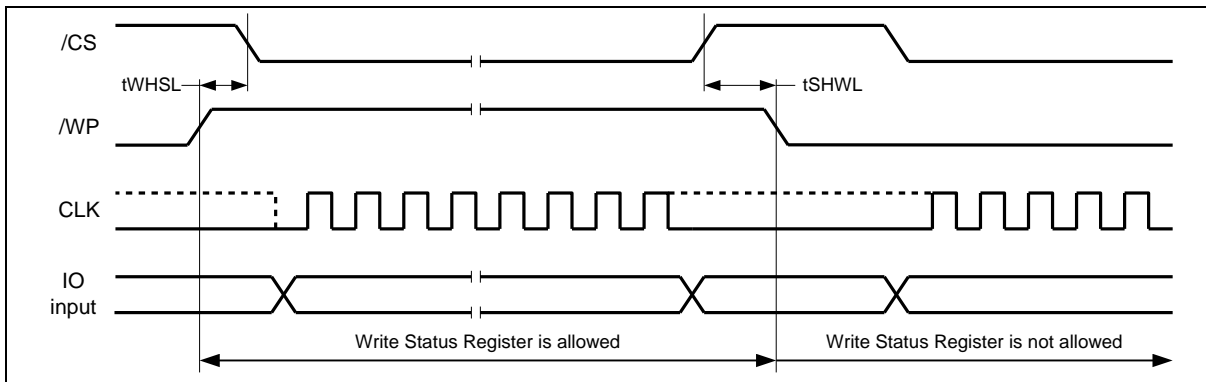 /CS
tWHSL
tSHWL
/WP
CLK
IO
input
Write Status Register is allowed
Write Status Register is not allowed